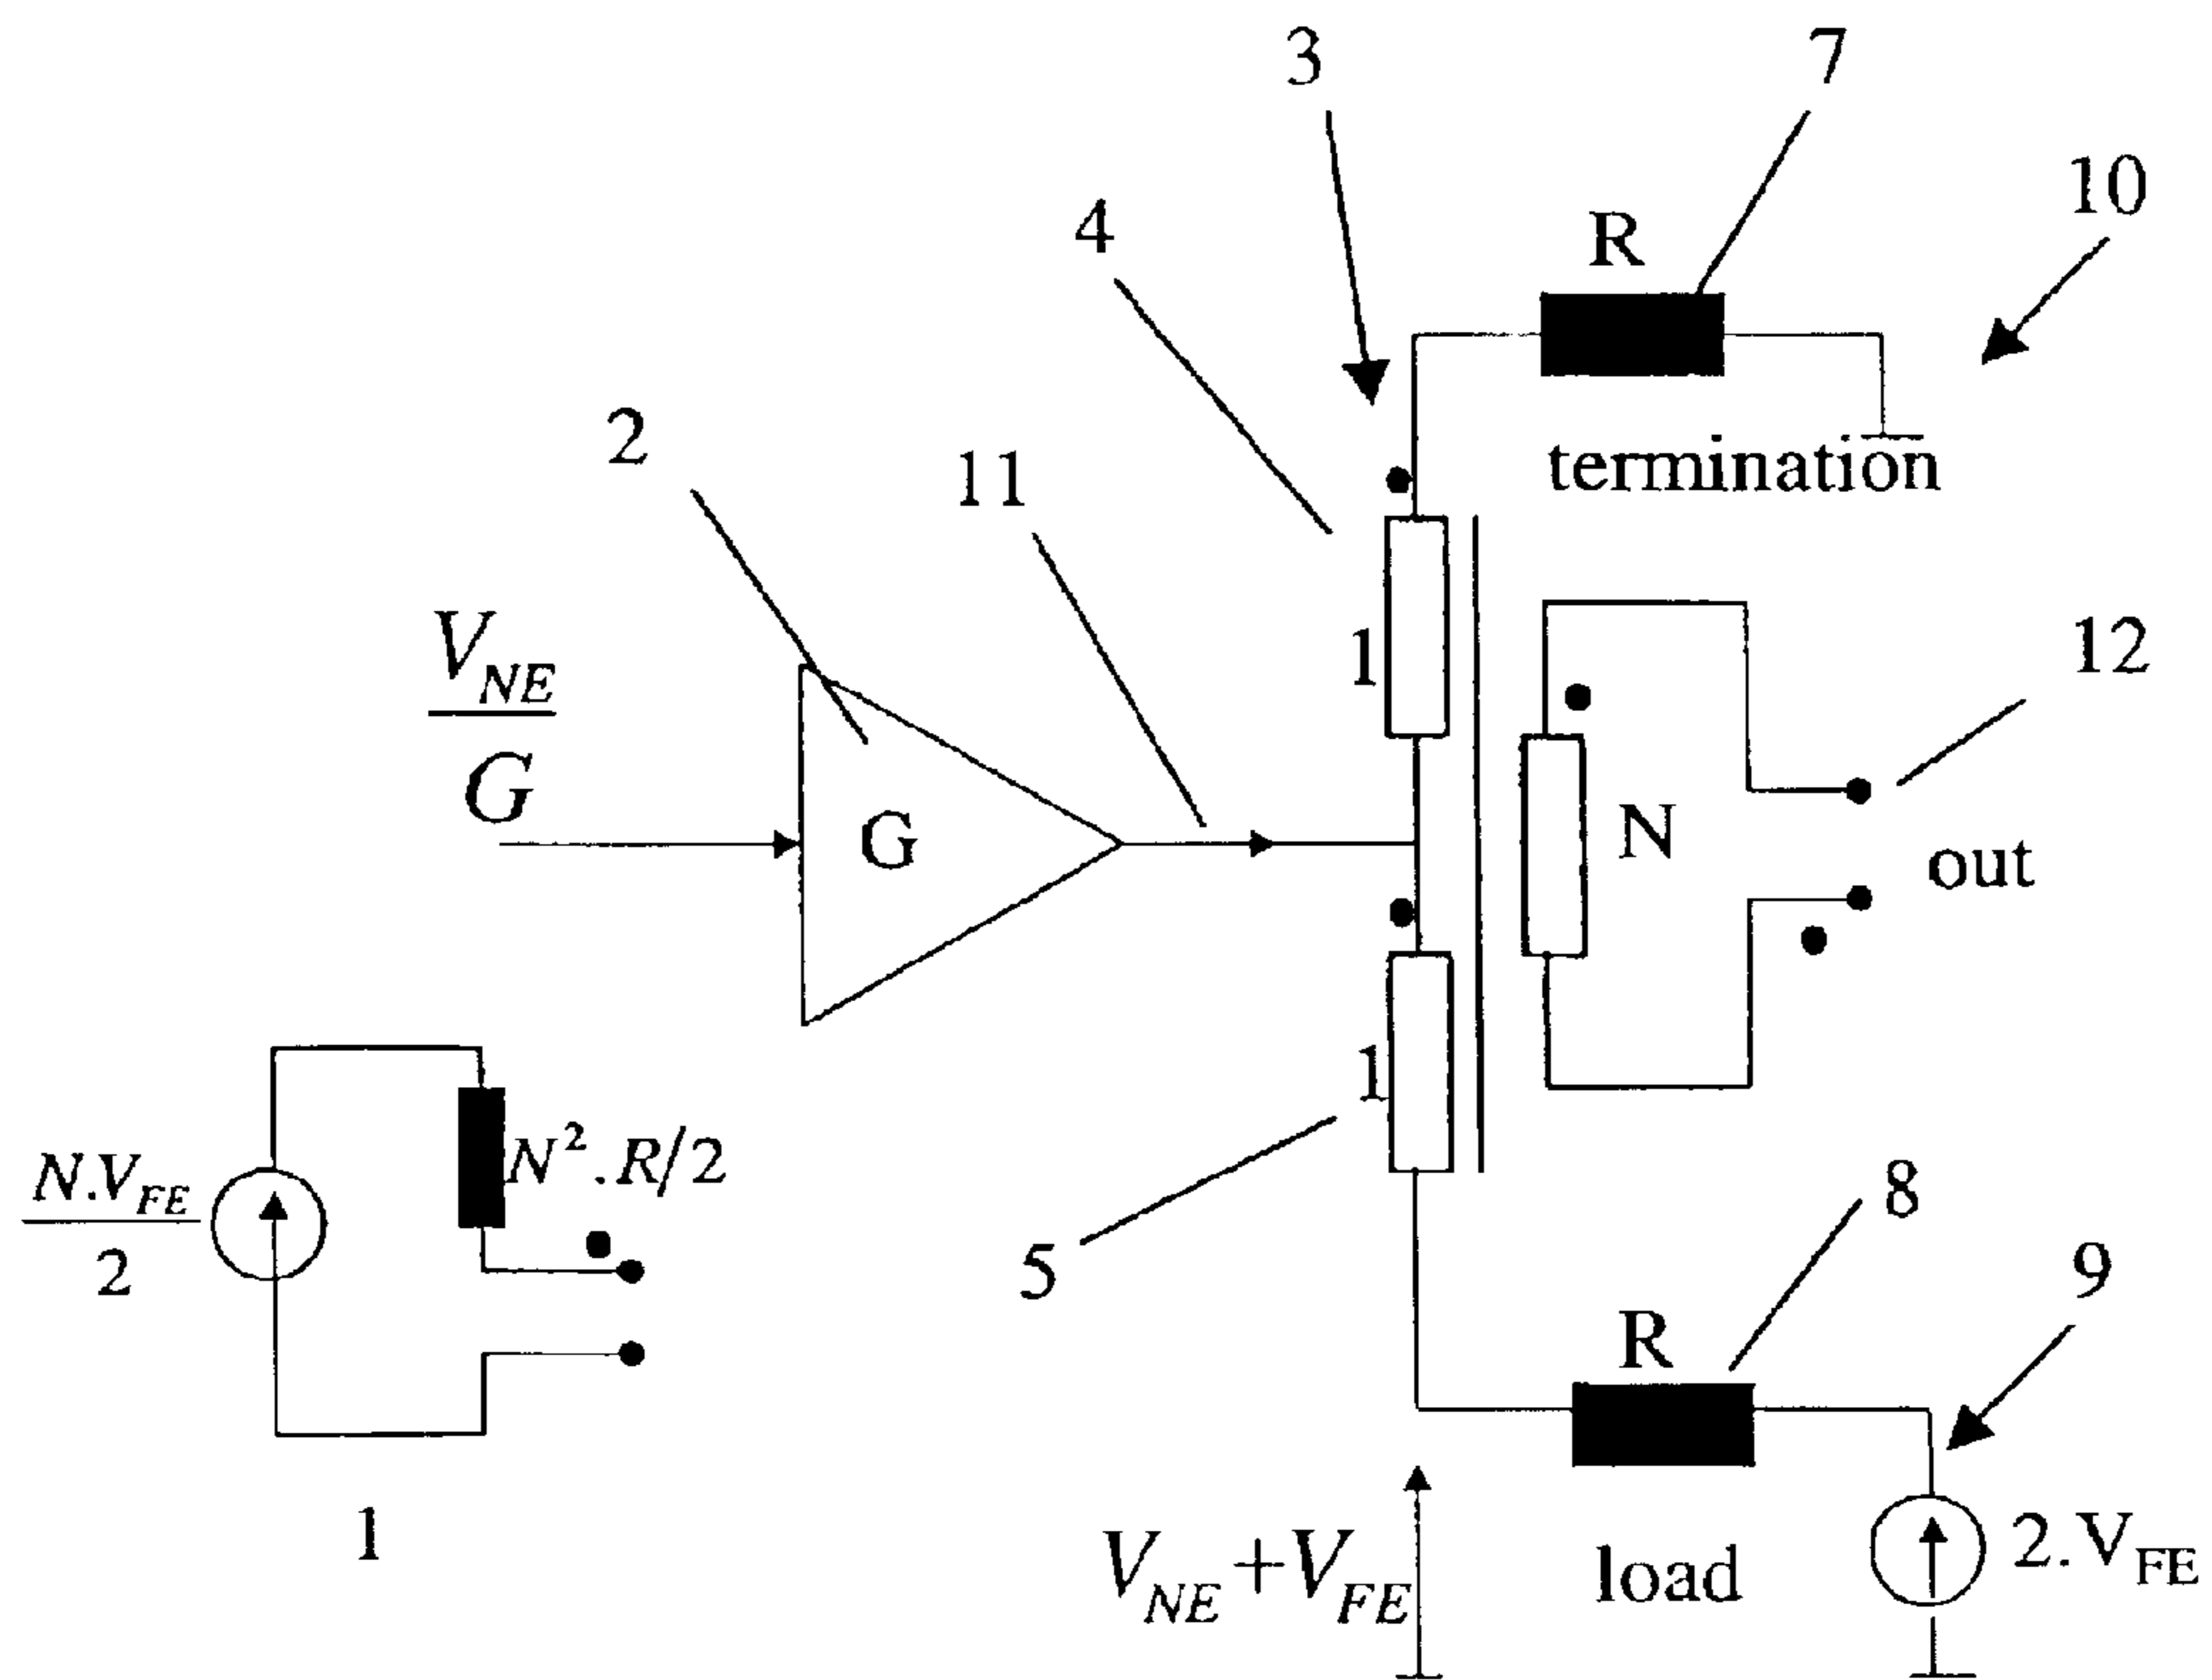 3
7
10
4
R
2
11
termination
V_NE
G
1
12
G
N
out
1
N.V_FE
2
N².R/2
5
8
9
R
1
V_NE+V_FE
load
2.V_FE